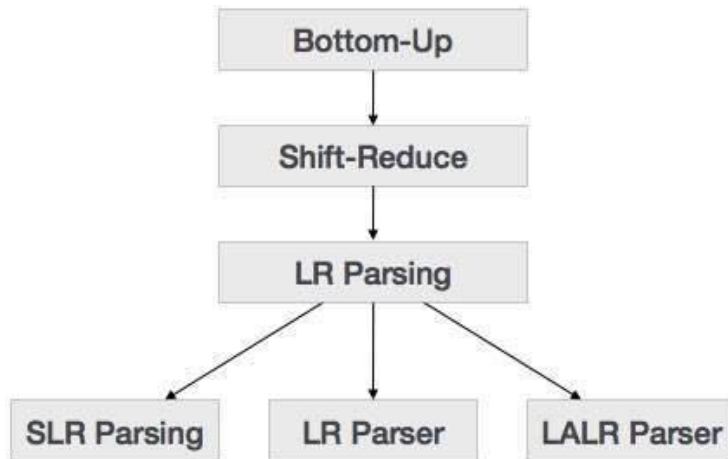 Bottom-Up
Shift-Reduce
LR Parsing
SLR Parsing
LR Parser
LALR Parser